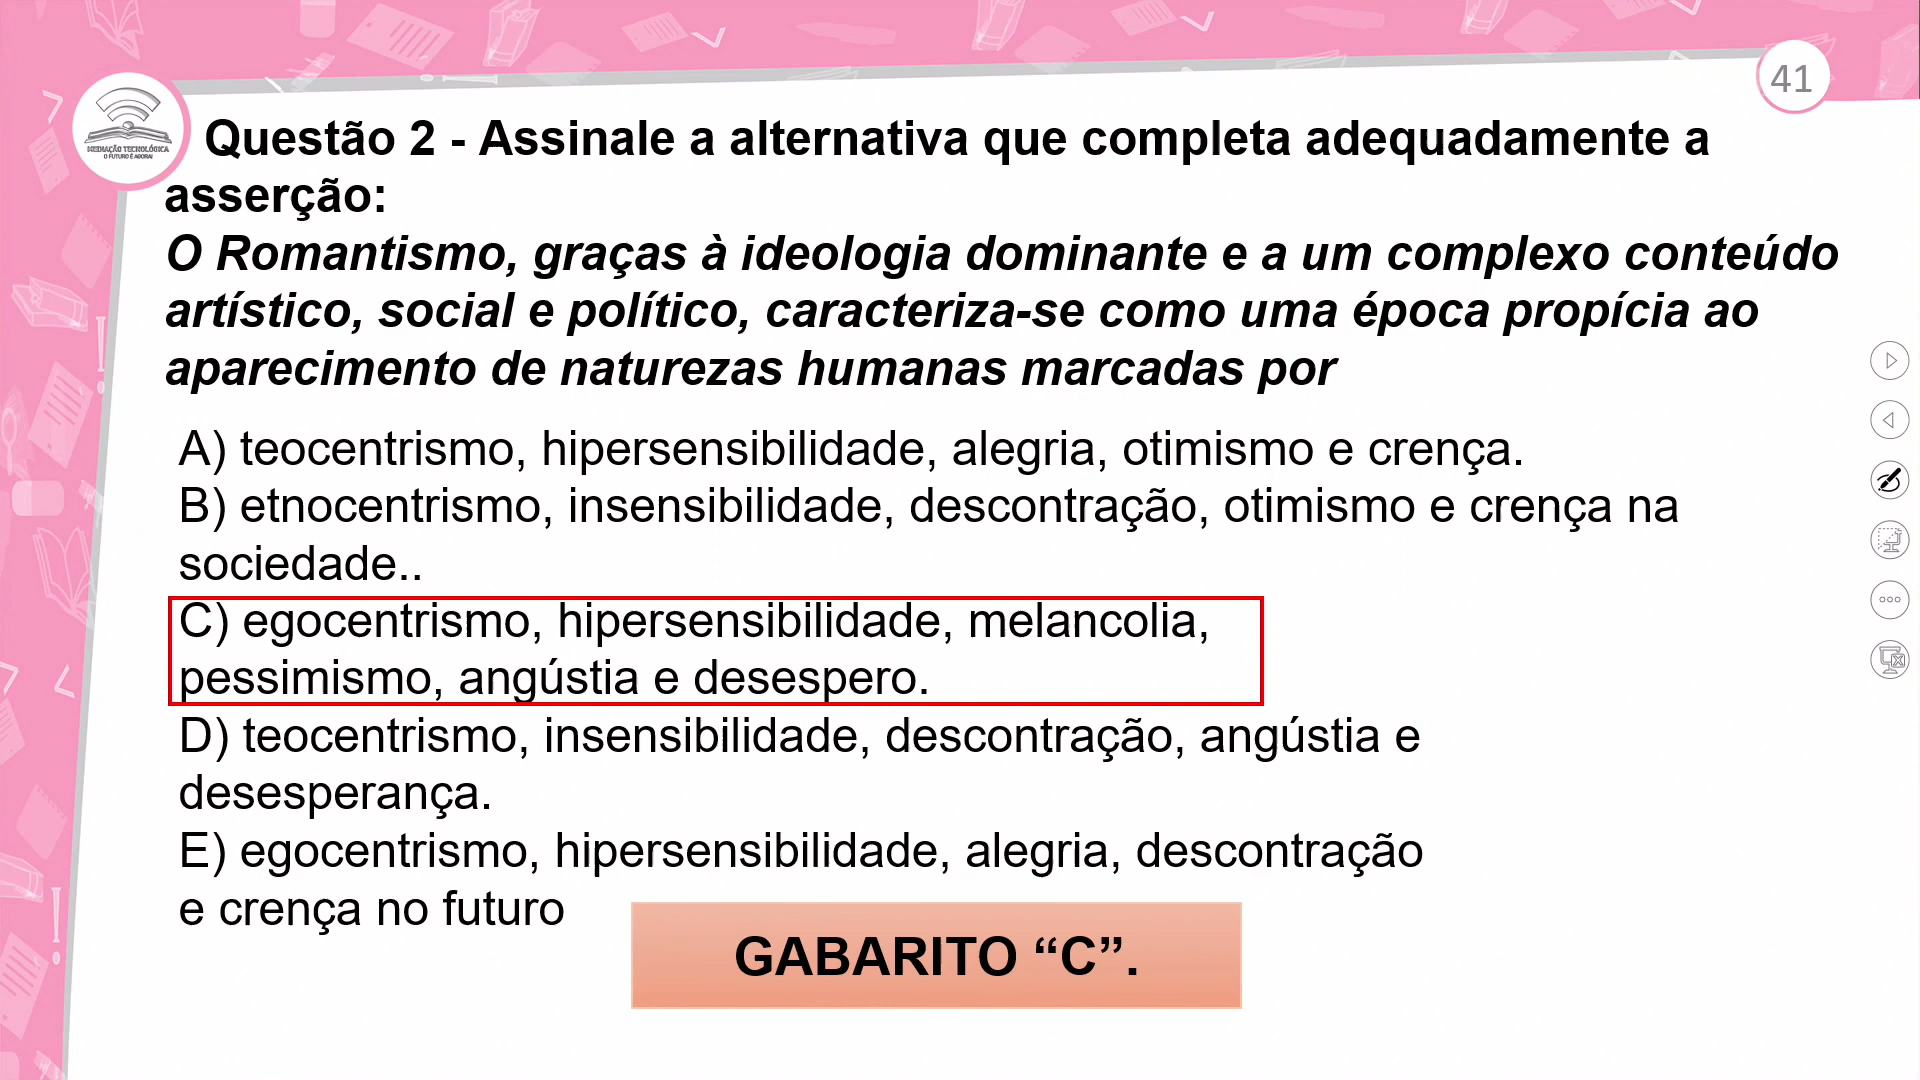 41
MEDIAÇÃO TECNOLÓGICA
O FUTURO É AGORA!
Questão 2 - Assinale a alternativa que completa adequadamente a
asserção:
O Romantismo, graças à ideologia dominante e a um complexo conteúdo
artístico, social e político, caracteriza-se como uma época propícia ao
aparecimento de naturezas humanas marcadas por
A) teocentrismo, hipersensibilidade, alegria, otimismo e crença.
B) etnocentrismo, insensibilidade, descontração, otimismo e crença na
sociedade..
C) egocentrismo, hipersensibilidade, melancolia,
pessimismo, angústia e desespero.
D) teocentrismo, insensibilidade, descontração, angústia e
desesperança.
E) egocentrismo, hipersensibilidade, alegria, descontração
e crença no futuro
GABARITO “C”.